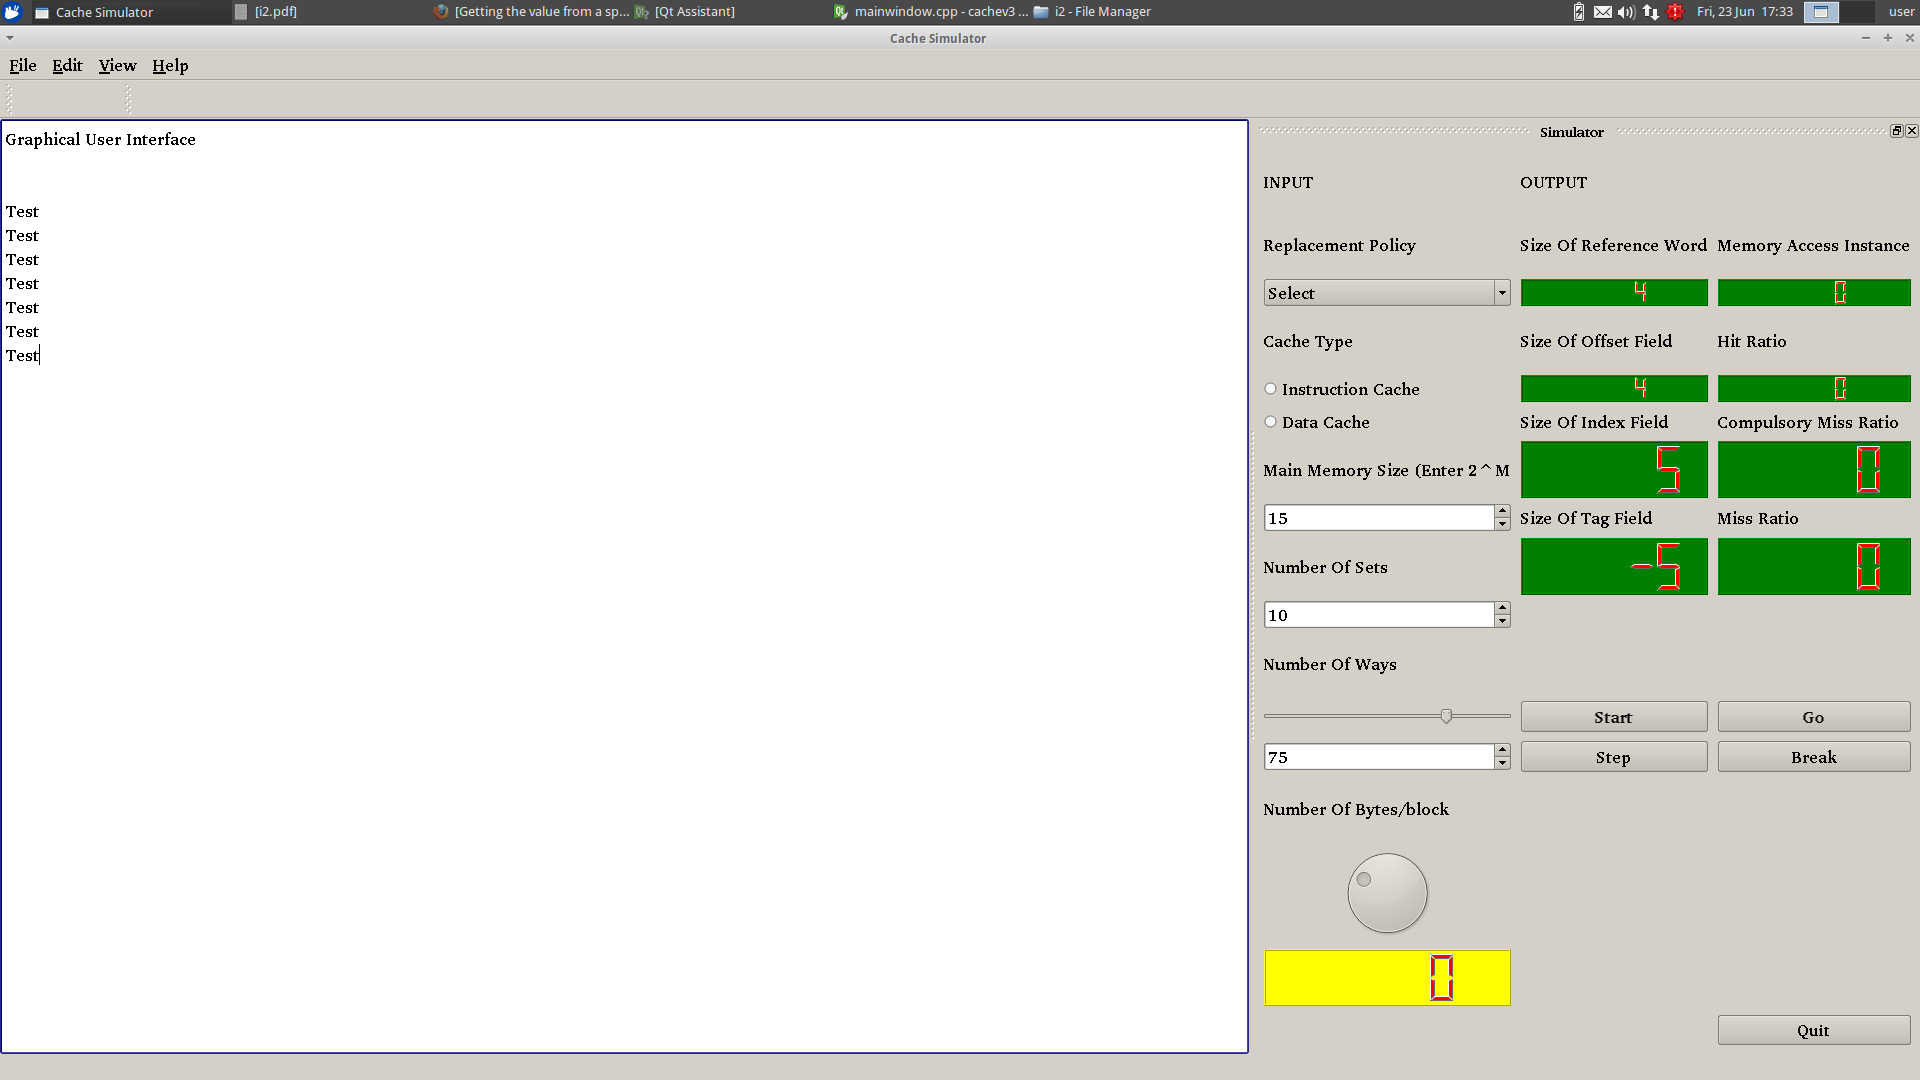 Cache Simulator
[i2.pdf]
[Getting the value from a sp...
[Qt Assistant]
mainwindow.cpp - cachev3 ...
i2 - File Manager
Fri, 23 Jun 17:33
user
Cache Simulator
File Edit View Help
Graphical User Interface
Test
Test
Test
Test
Test
Test
Test
Simulator
INPUT
OUTPUT
Replacement Policy
Size Of Reference Word
Memory Access Instance
Select
4
0
Cache Type
Size Of Offset Field
Hit Ratio
Instruction Cache
4
0
Data Cache
Size Of Index Field
Compulsory Miss Ratio
Main Memory Size (Enter 2^M
5
0
15
Size Of Tag Field
Miss Ratio
Number Of Sets
-5
0
10
Number Of Ways
Start
Go
75
Step
Break
Number Of Bytes/block
0
Quit